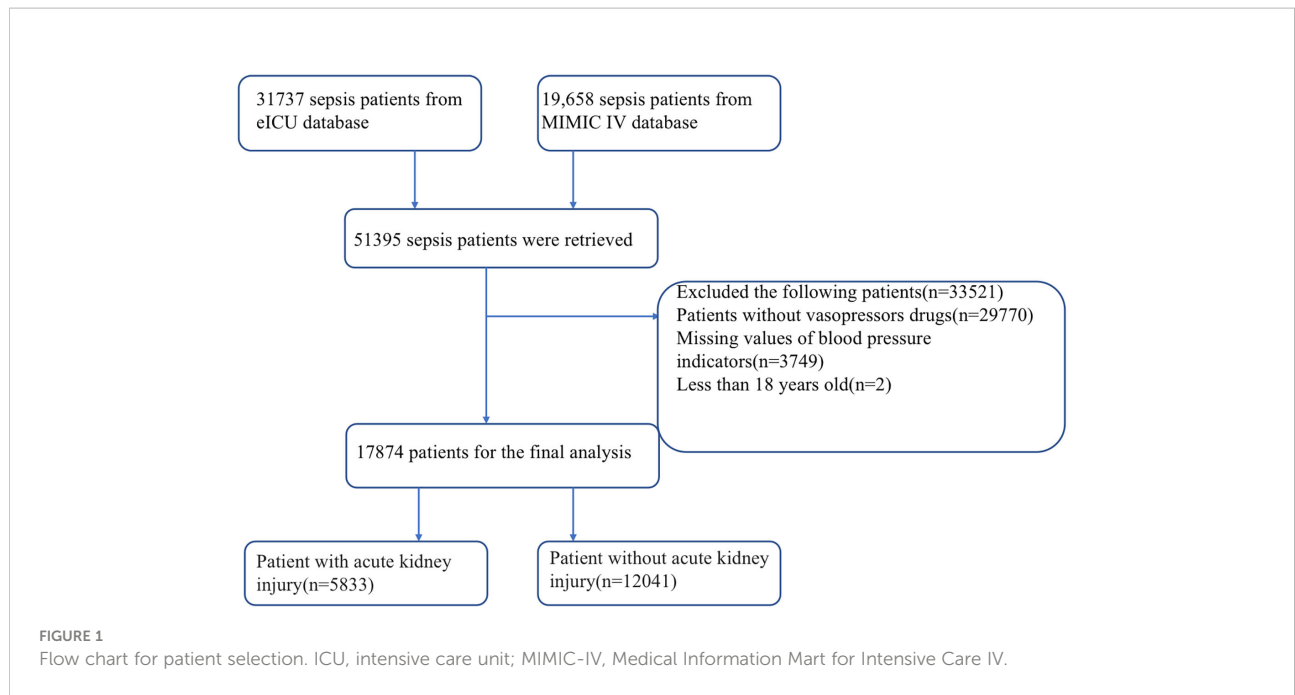 31737 sepsis patients from
eICU database
19,658 sepsis patients from
MIMIC IV database
51395 sepsis patients were retrieved
Excluded the following patients(n=33521)
Patients without vasopressors drugs(n=29770)
Missing values of blood pressure
indicators(n=3749)
Less than 18 years old(n=2)
17874 patients for the final analysis
Patient with acute kidney
injury(n=5833)
Patient without acute kidney
injury(n=12041)
FIGURE 1
Flow chart for patient selection. ICU, intensive care unit; MIMIC-IV, Medical Information Mart for Intensive Care IV.